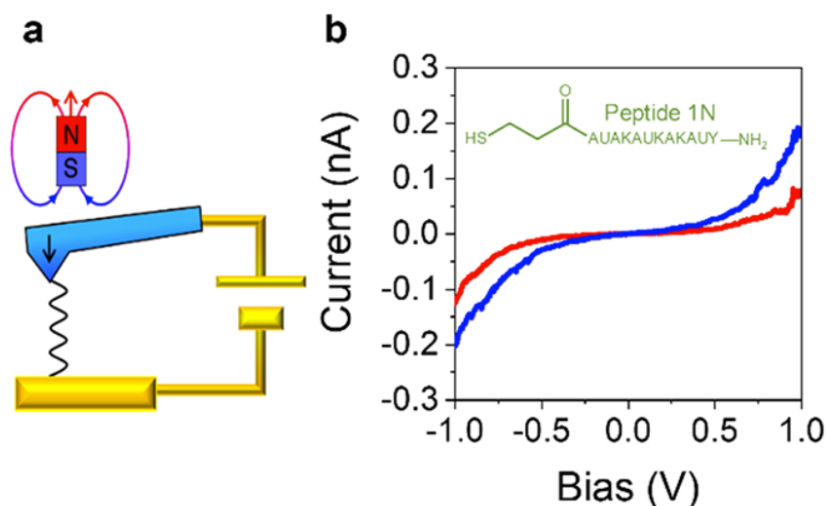 a
N
S
b
Current (nA)
0.3
0.2
0.1
0.0
-0.1
-0.2
-0.3
O
Peptide 1N
HS
AUAKAUKAKAUY—NH₂
-1.0 -0.5 0.0 0.5 1.0
Bias (V)